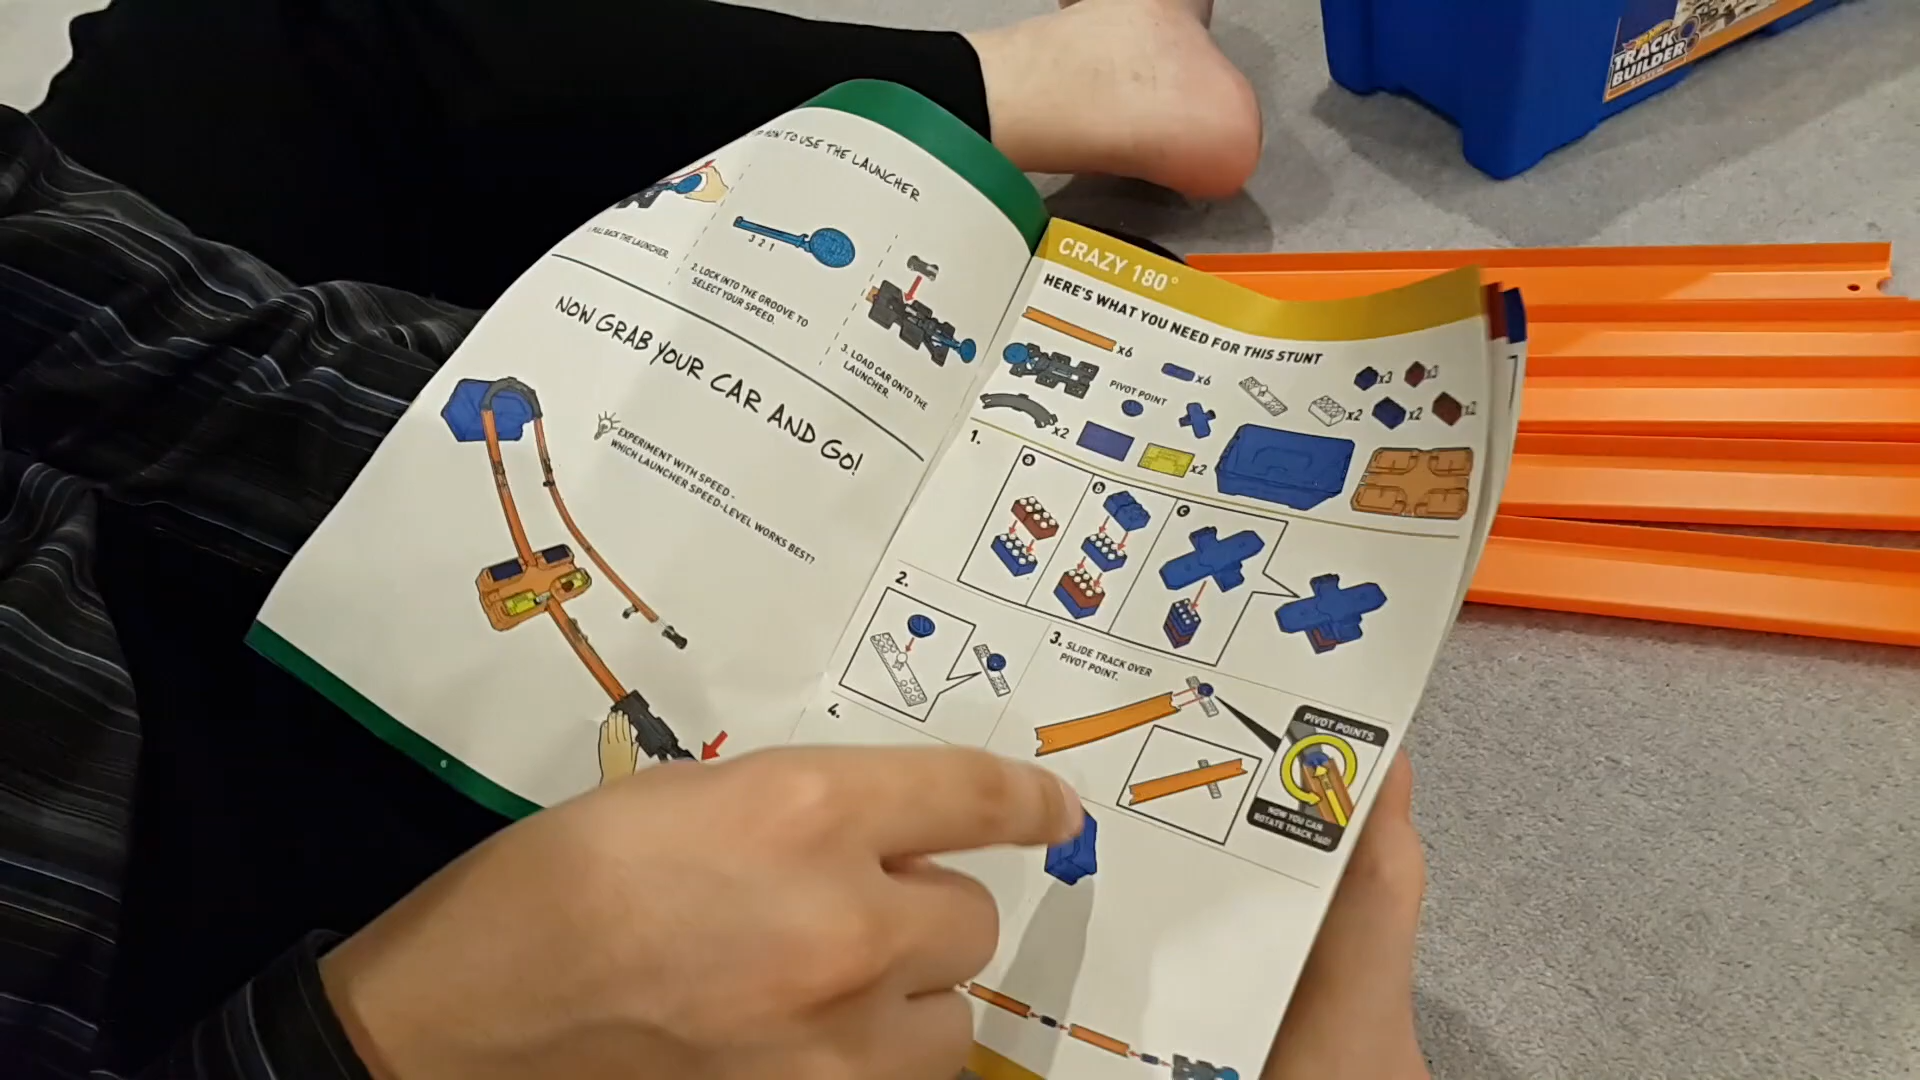 HOW TO USE THE LAUNCHER
1. PULL BACK THE LAUNCHER.
3 2 1
2. LOCK INTO THE GROOVE TO
SELECT YOUR SPEED.
3. LOAD CAR ONTO THE
LAUNCHER.
NOW GRAB YOUR CAR AND GO!
EXPERIMENT WITH SPEED -
WHICH LAUNCHER SPEED-LEVEL WORKS BEST?
6
CRAZY 180°
HERE'S WHAT YOU NEED FOR THIS STUNT
x6
x6
x3
x3
PIVOT POINT
x2
x2
x2
x2
x2
1.
a
b
c
2.
3. SLIDE TRACK OVER
PIVOT POINT.
PIVOT POINTS
NOW YOU CAN
ROTATE TRACK 360!
4.
TRACK
BUILDER